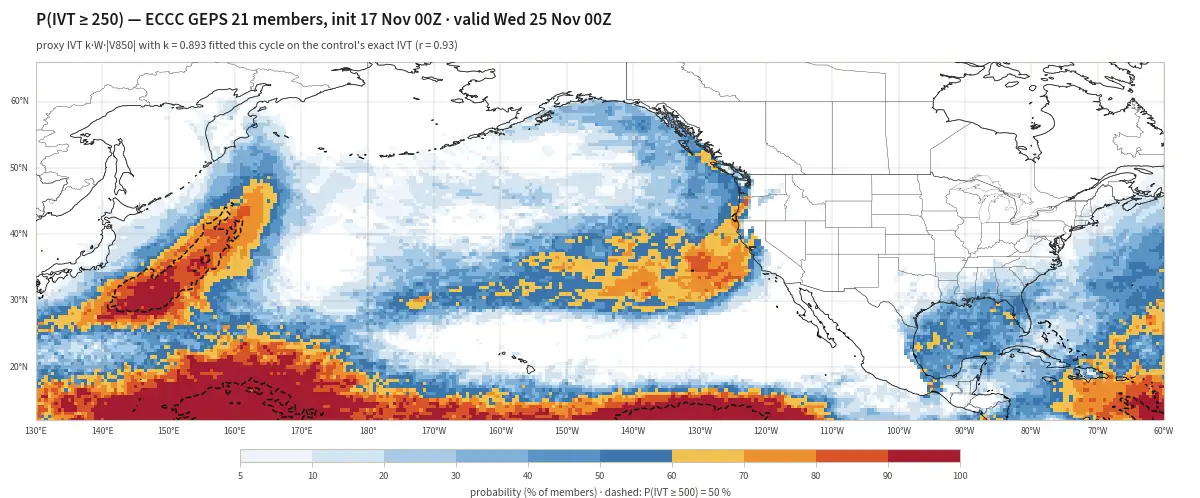 P(IVT ≥ 250) — ECCC GEPS 21 members, init 17 Nov 00Z · valid Wed 25 Nov 00Z
proxy IVT k·W·|V850| with k = 0.893 fitted this cycle on the control's exact IVT (r = 0.93)
60°N
50°N
40°N
30°N
20°N
130°E 140°E 150°E 160°E 170°E 180° 170°W 160°W 150°W 140°W 130°W 120°W 110°W 100°W 90°W 80°W 70°W 60°W
5 10 20 30 40 50 60 70 80 90 100
probability (% of members) · dashed: P(IVT ≥ 500) = 50 %